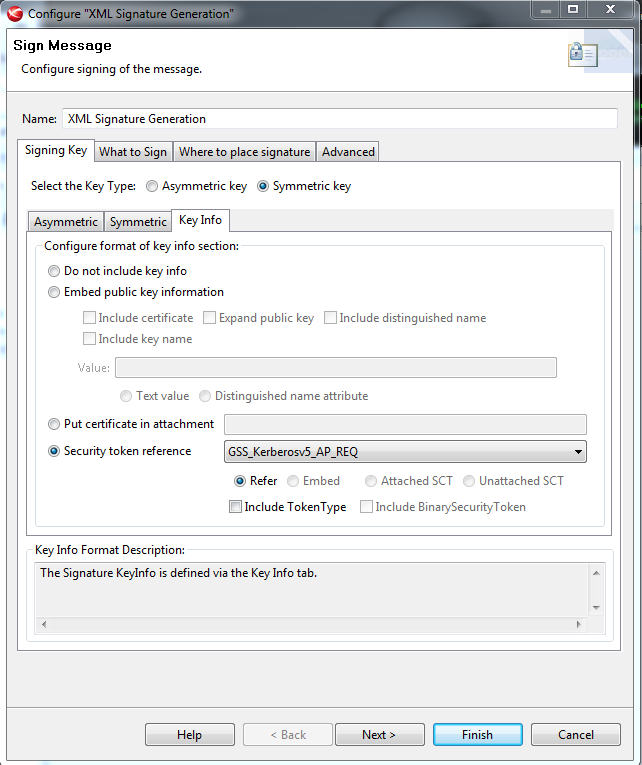 Configure "XML Signature Generation"
Sign Message
Configure signing of the message.
Name: XML Signature Generation
Signing Key What to Sign Where to place signature Advanced
Select the Key Type: Asymmetric key Symmetric key
Asymmetric Symmetric Key Info
Configure format of key info section:
Do not include key info
Embed public key information
Include certificate Expand public key Include distinguished name
Include key name
Value:
Text value Distinguished name attribute
Put certificate in attachment
Security token reference GSS_Kerberosv5_AP_REQ
Refer Embed Attached SCT Unattached SCT
Include TokenType Include BinarySecurityToken
Key Info Format Description:
The Signature KeyInfo is defined via the Key Info tab.
Help < Back Next > Finish Cancel